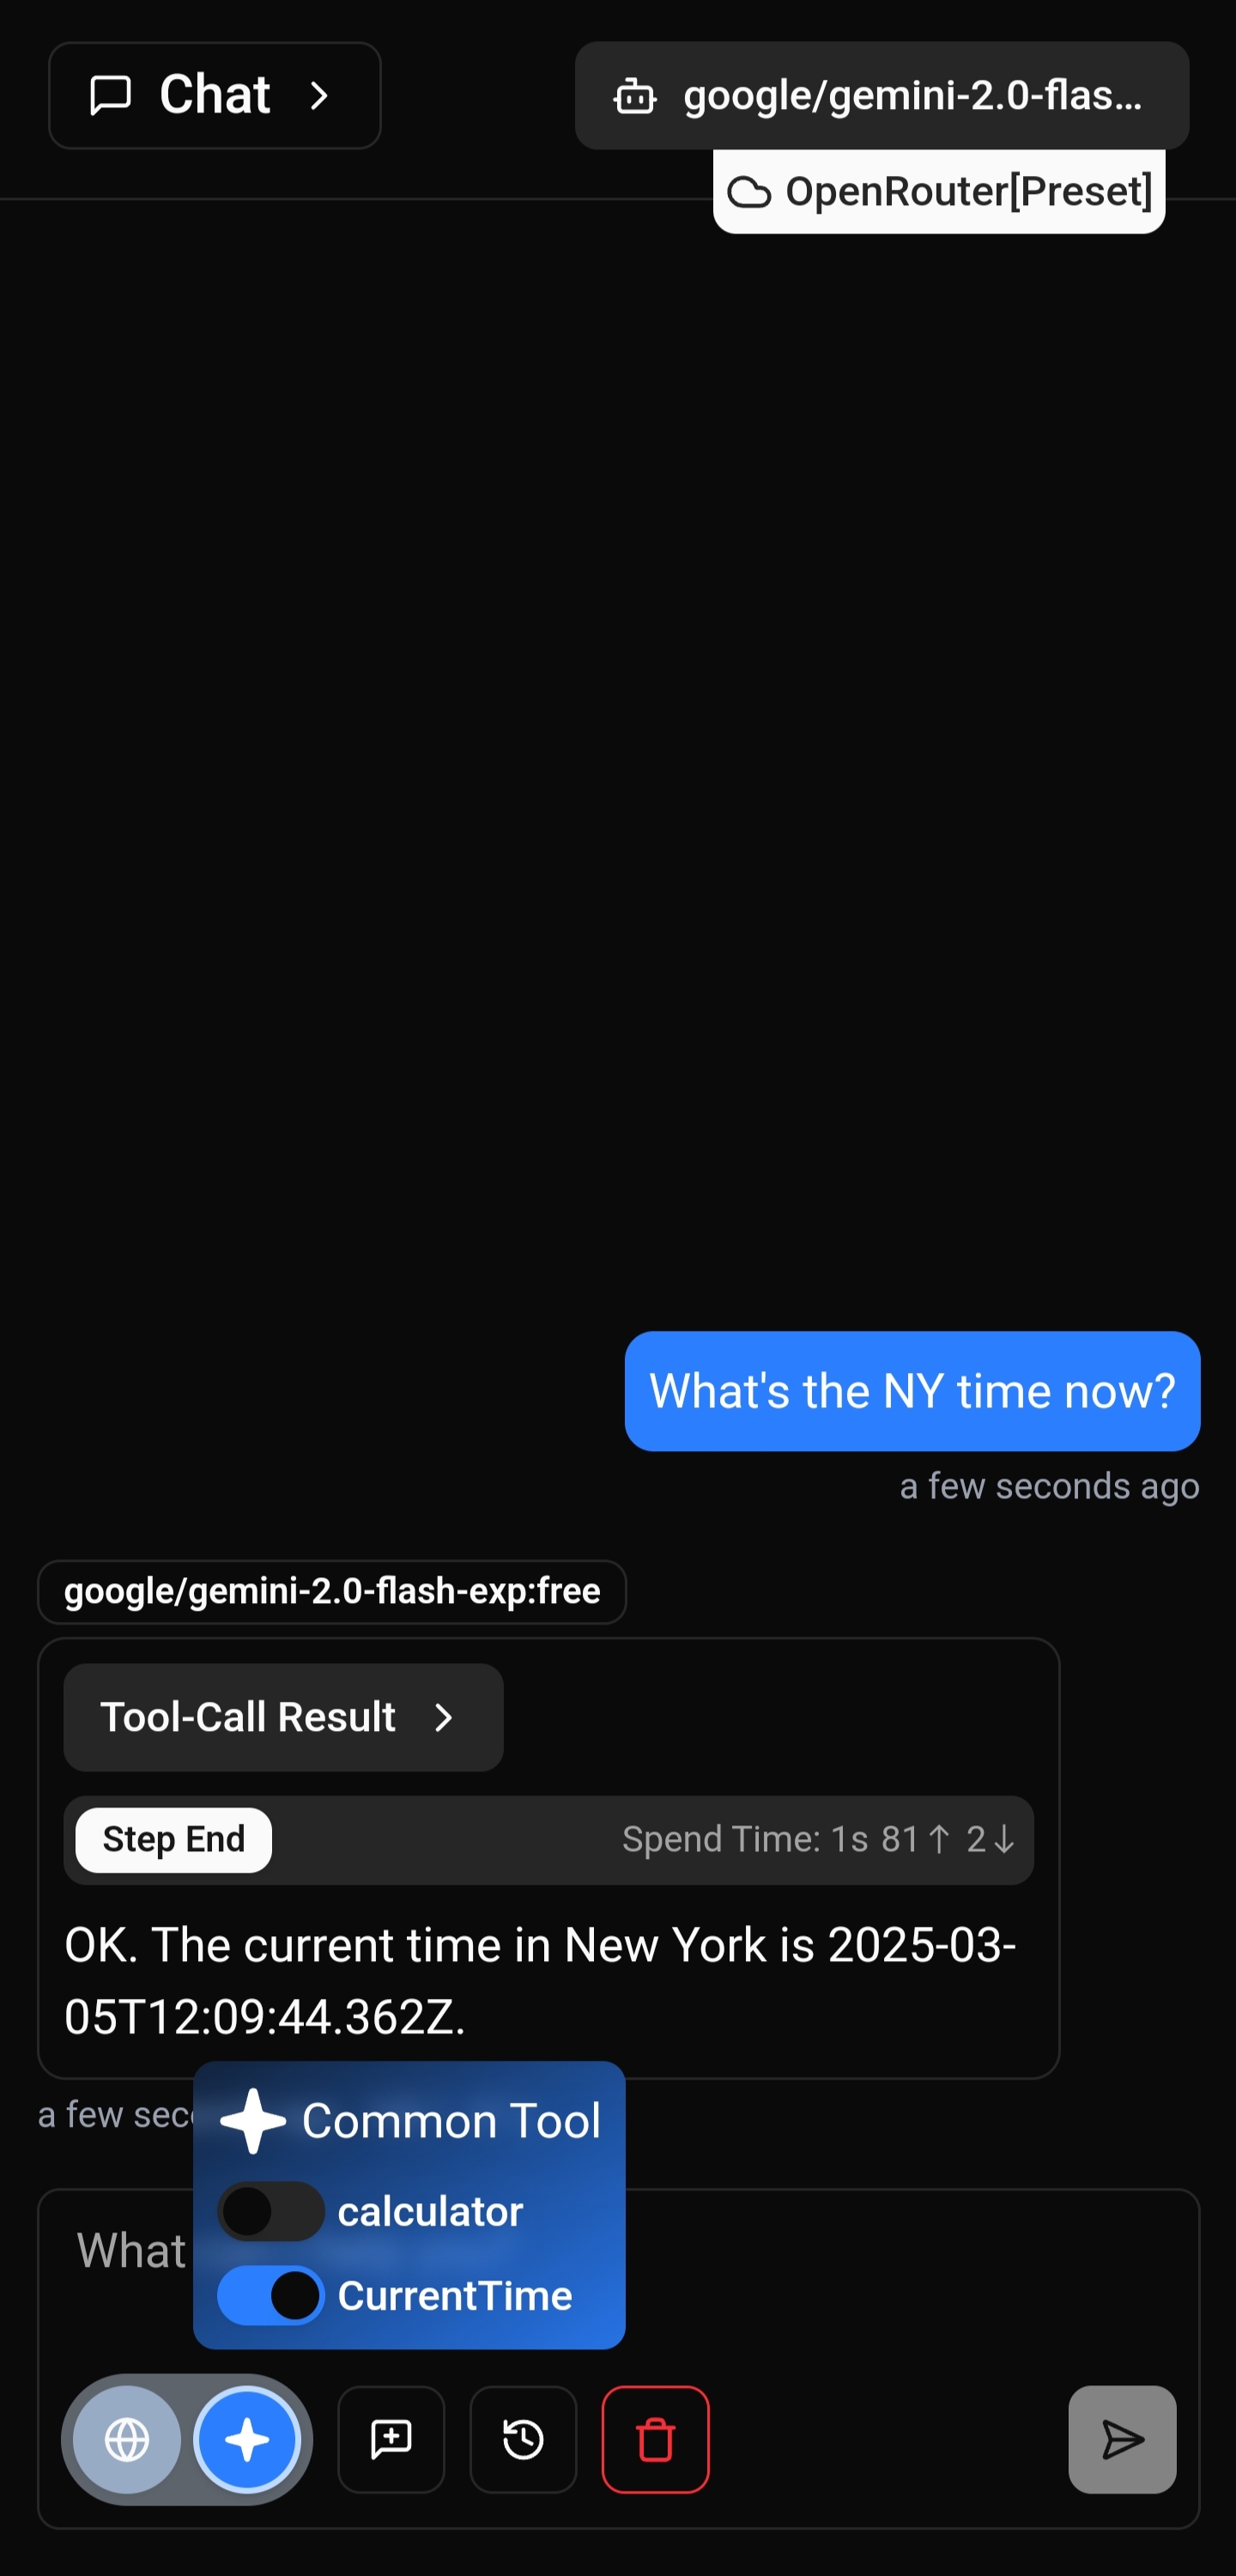 Chat
google/gemini-2.0-flas...
OpenRouter[Preset]
What's the NY time now?
a few seconds ago
google/gemini-2.0-flash-exp:free
Tool-Call Result
Step End
Spend Time: 1s 81↑ 2↓
OK. The current time in New York is 2025-03-
05T12:09:44.362Z.
a few
Common Tool
calculator
What
CurrentTime